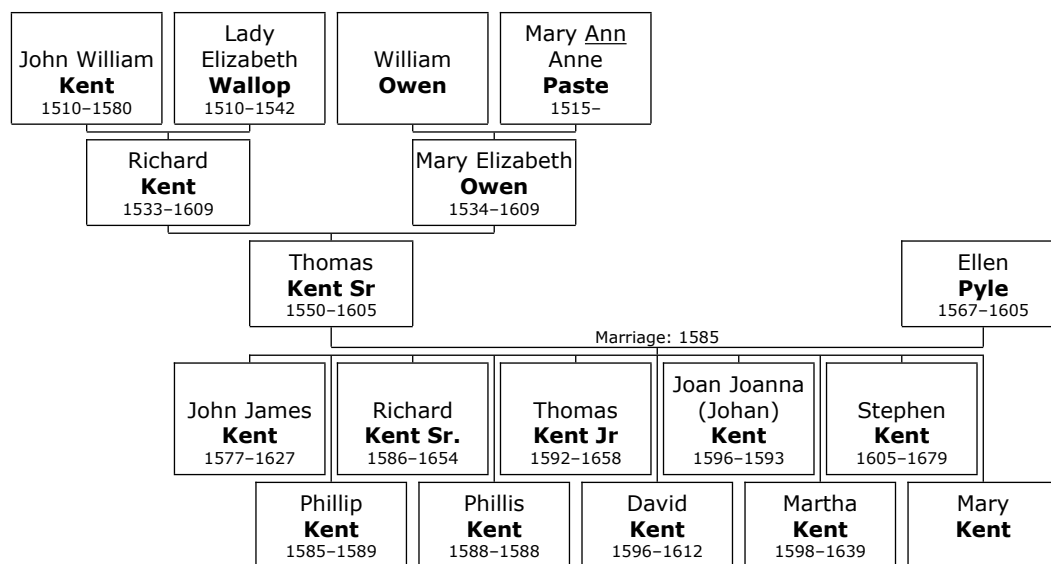 John William
Kent
1510–1580
Lady
Elizabeth
Wallop
1510–1542
William
Owen
Mary Ann
Anne
Paste
1515–
Richard
Kent
1533–1609
Mary Elizabeth
Owen
1534–1609
Thomas
Kent Sr
1550–1605
Ellen
Pyle
1567–1605
Marriage: 1585
John James
Kent
1577–1627
Richard
Kent Sr.
1586–1654
Thomas
Kent Jr
1592–1658
Joan Joanna
(Johan)
Kent
1596–1593
Stephen
Kent
1605–1679
Phillip
Kent
1585–1589
Phillis
Kent
1588–1588
David
Kent
1596–1612
Martha
Kent
1598–1639
Mary
Kent